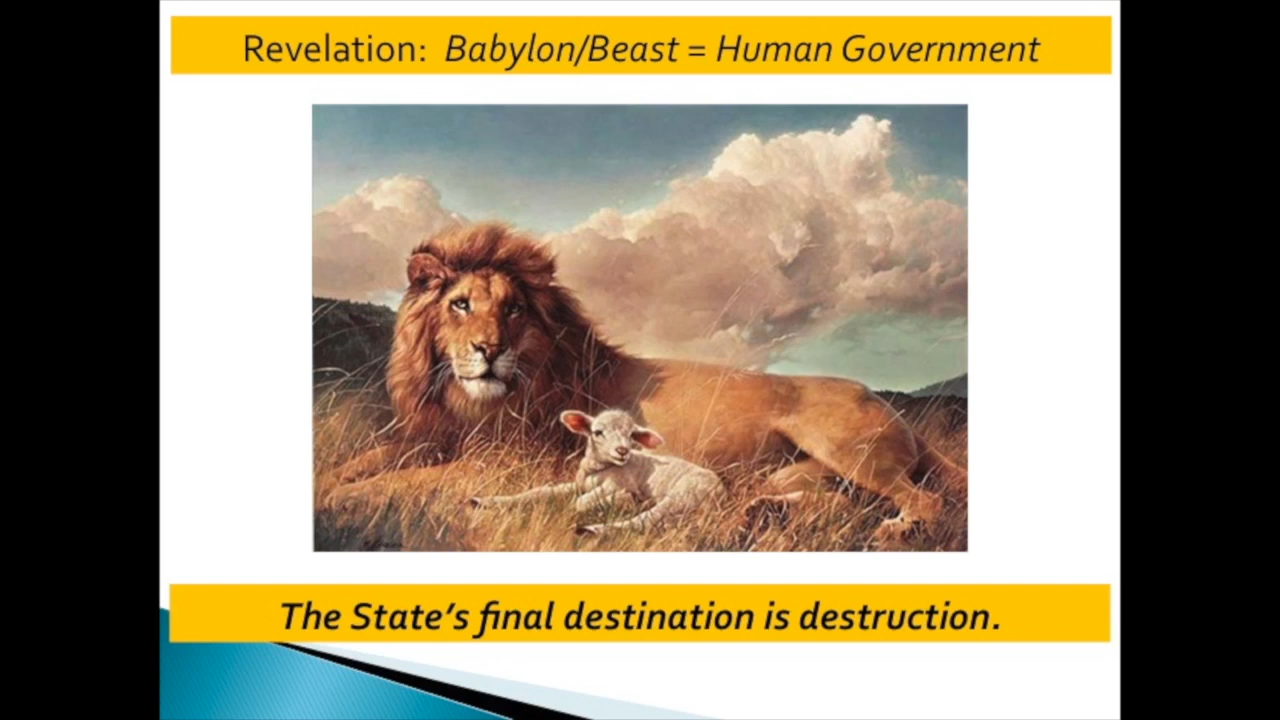 Revelation: Babylon/Beast = Human Government
The State's final destination is destruction.